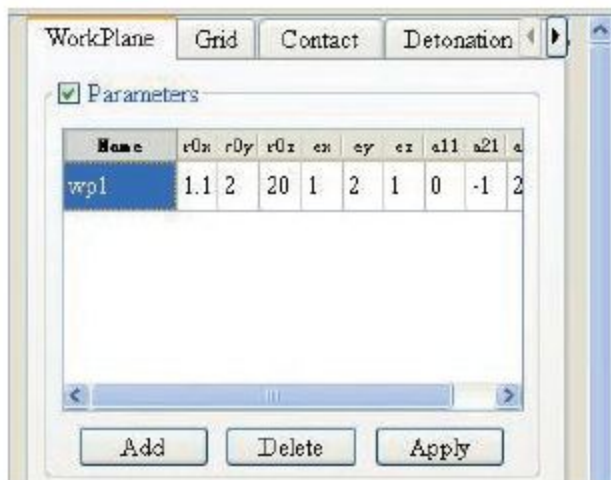 WorkPlane Grid Contact Detonation
Parameters
Name r0x r0y r0z ex ey ez a11 a21 a
wp1 1.1 2 20 1 2 1 0 -1 2
Add Delete Apply